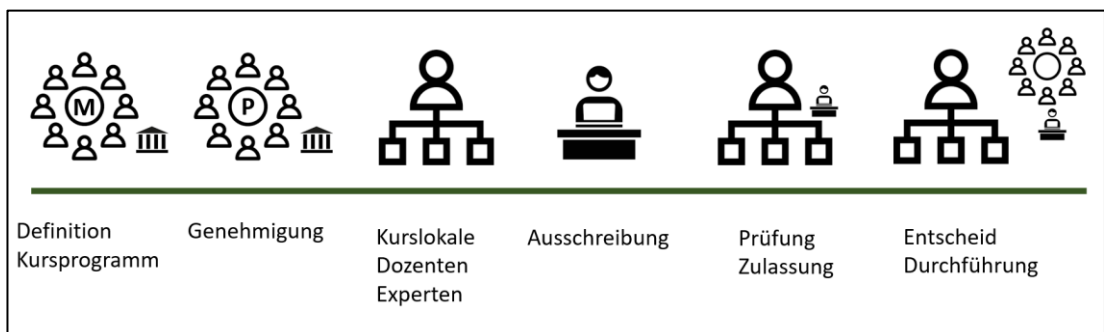 M
P
Definition
Kursprogramm
Genehmigung
Kurslokale
Dozenten
Experten
Ausschreibung
Prüfung
Zulassung
Entscheid
Durchführung